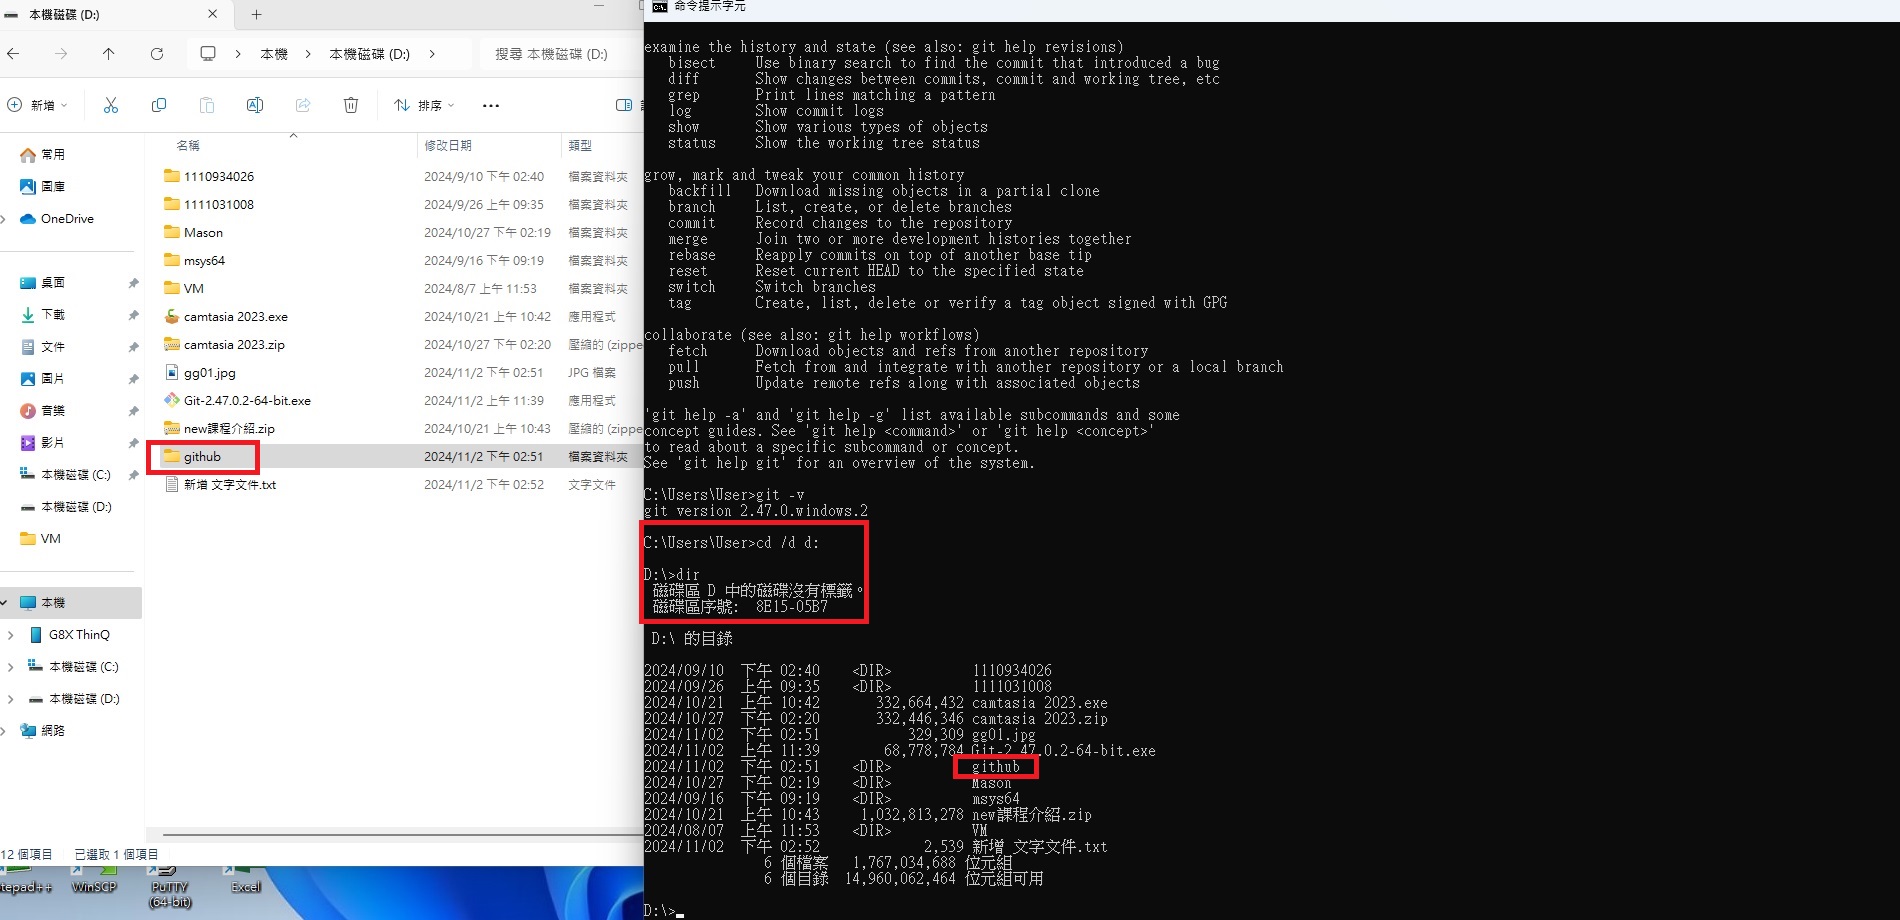 本機磁碟 (D:)
本機 > 本機磁碟 (D:) >
搜尋 本機磁碟 (D:)
新增
排序
名稱 修改日期 類型
1110934026 2024/9/10 下午 02:40 檔案資料夾
1111031008 2024/9/26 上午 09:35 檔案資料夾
Mason 2024/10/27 下午 02:19 檔案資料夾
msys64 2024/9/16 下午 09:19 檔案資料夾
VM 2024/8/7 上午 11:53 檔案資料夾
camtasia 2023.exe 2024/10/21 上午 10:42 應用程式
camtasia 2023.zip 2024/10/27 下午 02:20 壓縮的 (zippe
gg01.jpg 2024/11/2 下午 02:51 JPG 檔案
Git-2.47.0.2-64-bit.exe 2024/11/2 上午 11:39 應用程式
new課程介紹.zip 2024/10/21 上午 10:43 壓縮的 (zippe
github 2024/11/2 下午 02:51 檔案資料夾
新增 文字文件.txt 2024/11/2 下午 02:52 文字文件
常用
圖庫
OneDrive
桌面
下載
文件
圖片
音樂
影片
本機磁碟 (C:)
本機磁碟 (D:)
VM
本機
G8X ThinQ
本機磁碟 (C:)
本機磁碟 (D:)
網路
12 個項目 已選取 1 個項目
tepad++ WinSCP PuTTY Excel
(64-bit)
命令提示字元
examine the history and state (see also: git help revisions)
bisect Use binary search to find the commit that introduced a bug
diff Show changes between commits, commit and working tree, etc
grep Print lines matching a pattern
log Show commit logs
show Show various types of objects
status Show the working tree status
grow, mark and tweak your common history
backfill Download missing objects in a partial clone
branch List, create, or delete branches
commit Record changes to the repository
merge Join two or more development histories together
rebase Reapply commits on top of another base tip
reset Reset current HEAD to the specified state
switch Switch branches
tag Create, list, delete or verify a tag object signed with GPG
collaborate (see also: git help workflows)
fetch Download objects and refs from another repository
pull Fetch from and integrate with another repository or a local branch
push Update remote refs along with associated objects
'git help -a' and 'git help -g' list available subcommands and some
concept guides. See 'git help <command>' or 'git help <concept>'
to read about a specific subcommand or concept.
See 'git help git' for an overview of the system.
C:\Users\User>git -v
git version 2.47.0.windows.2
C:\Users\User>cd /d d:
D:\>dir
磁碟區 D 中的磁碟沒有標籤。
磁碟區序號:  8E15-05B7
D:\ 的目錄
2024/09/10 下午 02:40 <DIR> 1110934026
2024/09/26 上午 09:35 <DIR> 1111031008
2024/10/21 上午 10:42 332,664,432 camtasia 2023.exe
2024/10/27 下午 02:20 332,446,346 camtasia 2023.zip
2024/11/02 下午 02:51 329,309 gg01.jpg
2024/11/02 上午 11:39 68,778,784 Git-2.47.0.2-64-bit.exe
2024/11/02 下午 02:51 <DIR> github
2024/10/27 下午 02:19 <DIR> Mason
2024/09/16 下午 09:19 <DIR> msys64
2024/10/21 上午 10:43 1,032,813,278 new課程介紹.zip
2024/08/07 上午 11:53 <DIR> VM
2024/11/02 下午 02:52 2,539 新增 文字文件.txt
6 個檔案 1,767,034,688 位元組
6 個目錄 14,960,062,464 位元組可用
D:\>